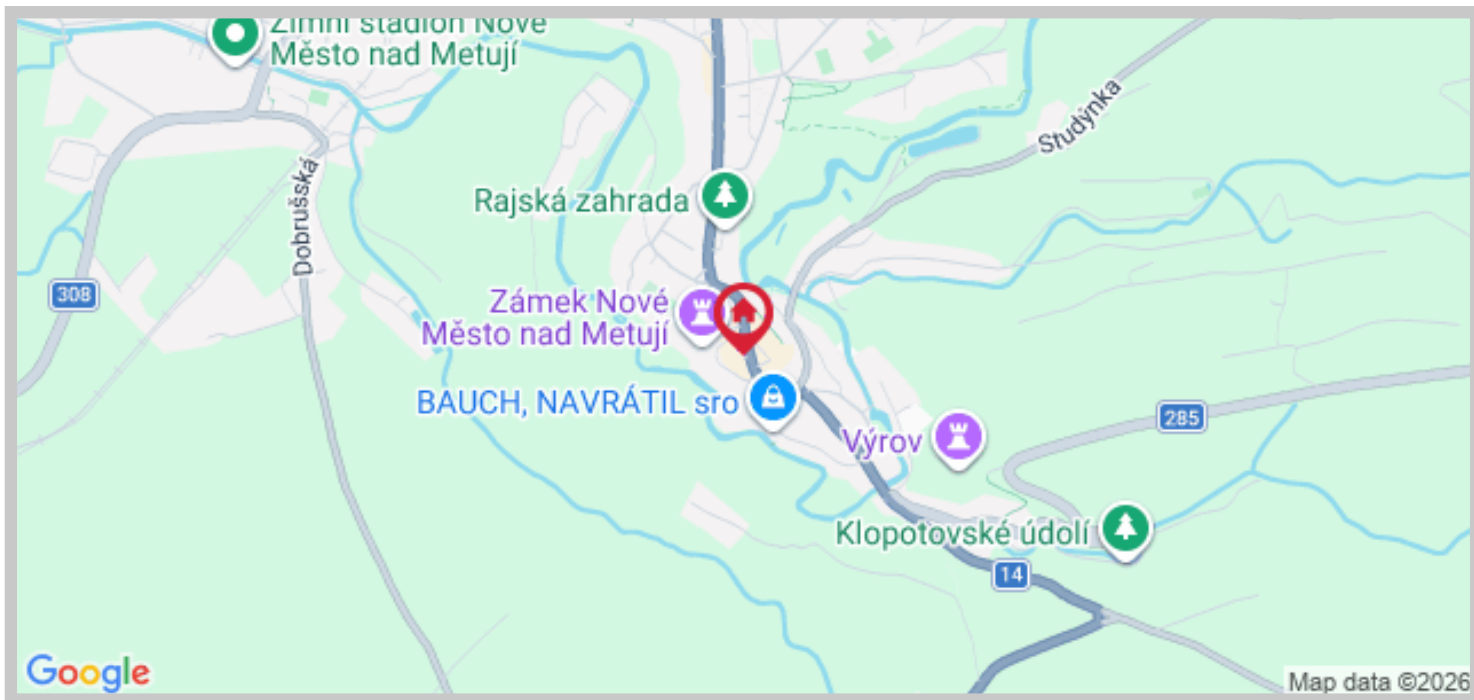 Zimní stadion Nové
Město nad Metují
Studýnka
Rajská zahrada
Dobrušská
308
Zámek Nové
Město nad Metují
BAUCH, NAVRÁTIL sro
285
Výrov
Klopotovské údolí
14
Google
Map data ©2026